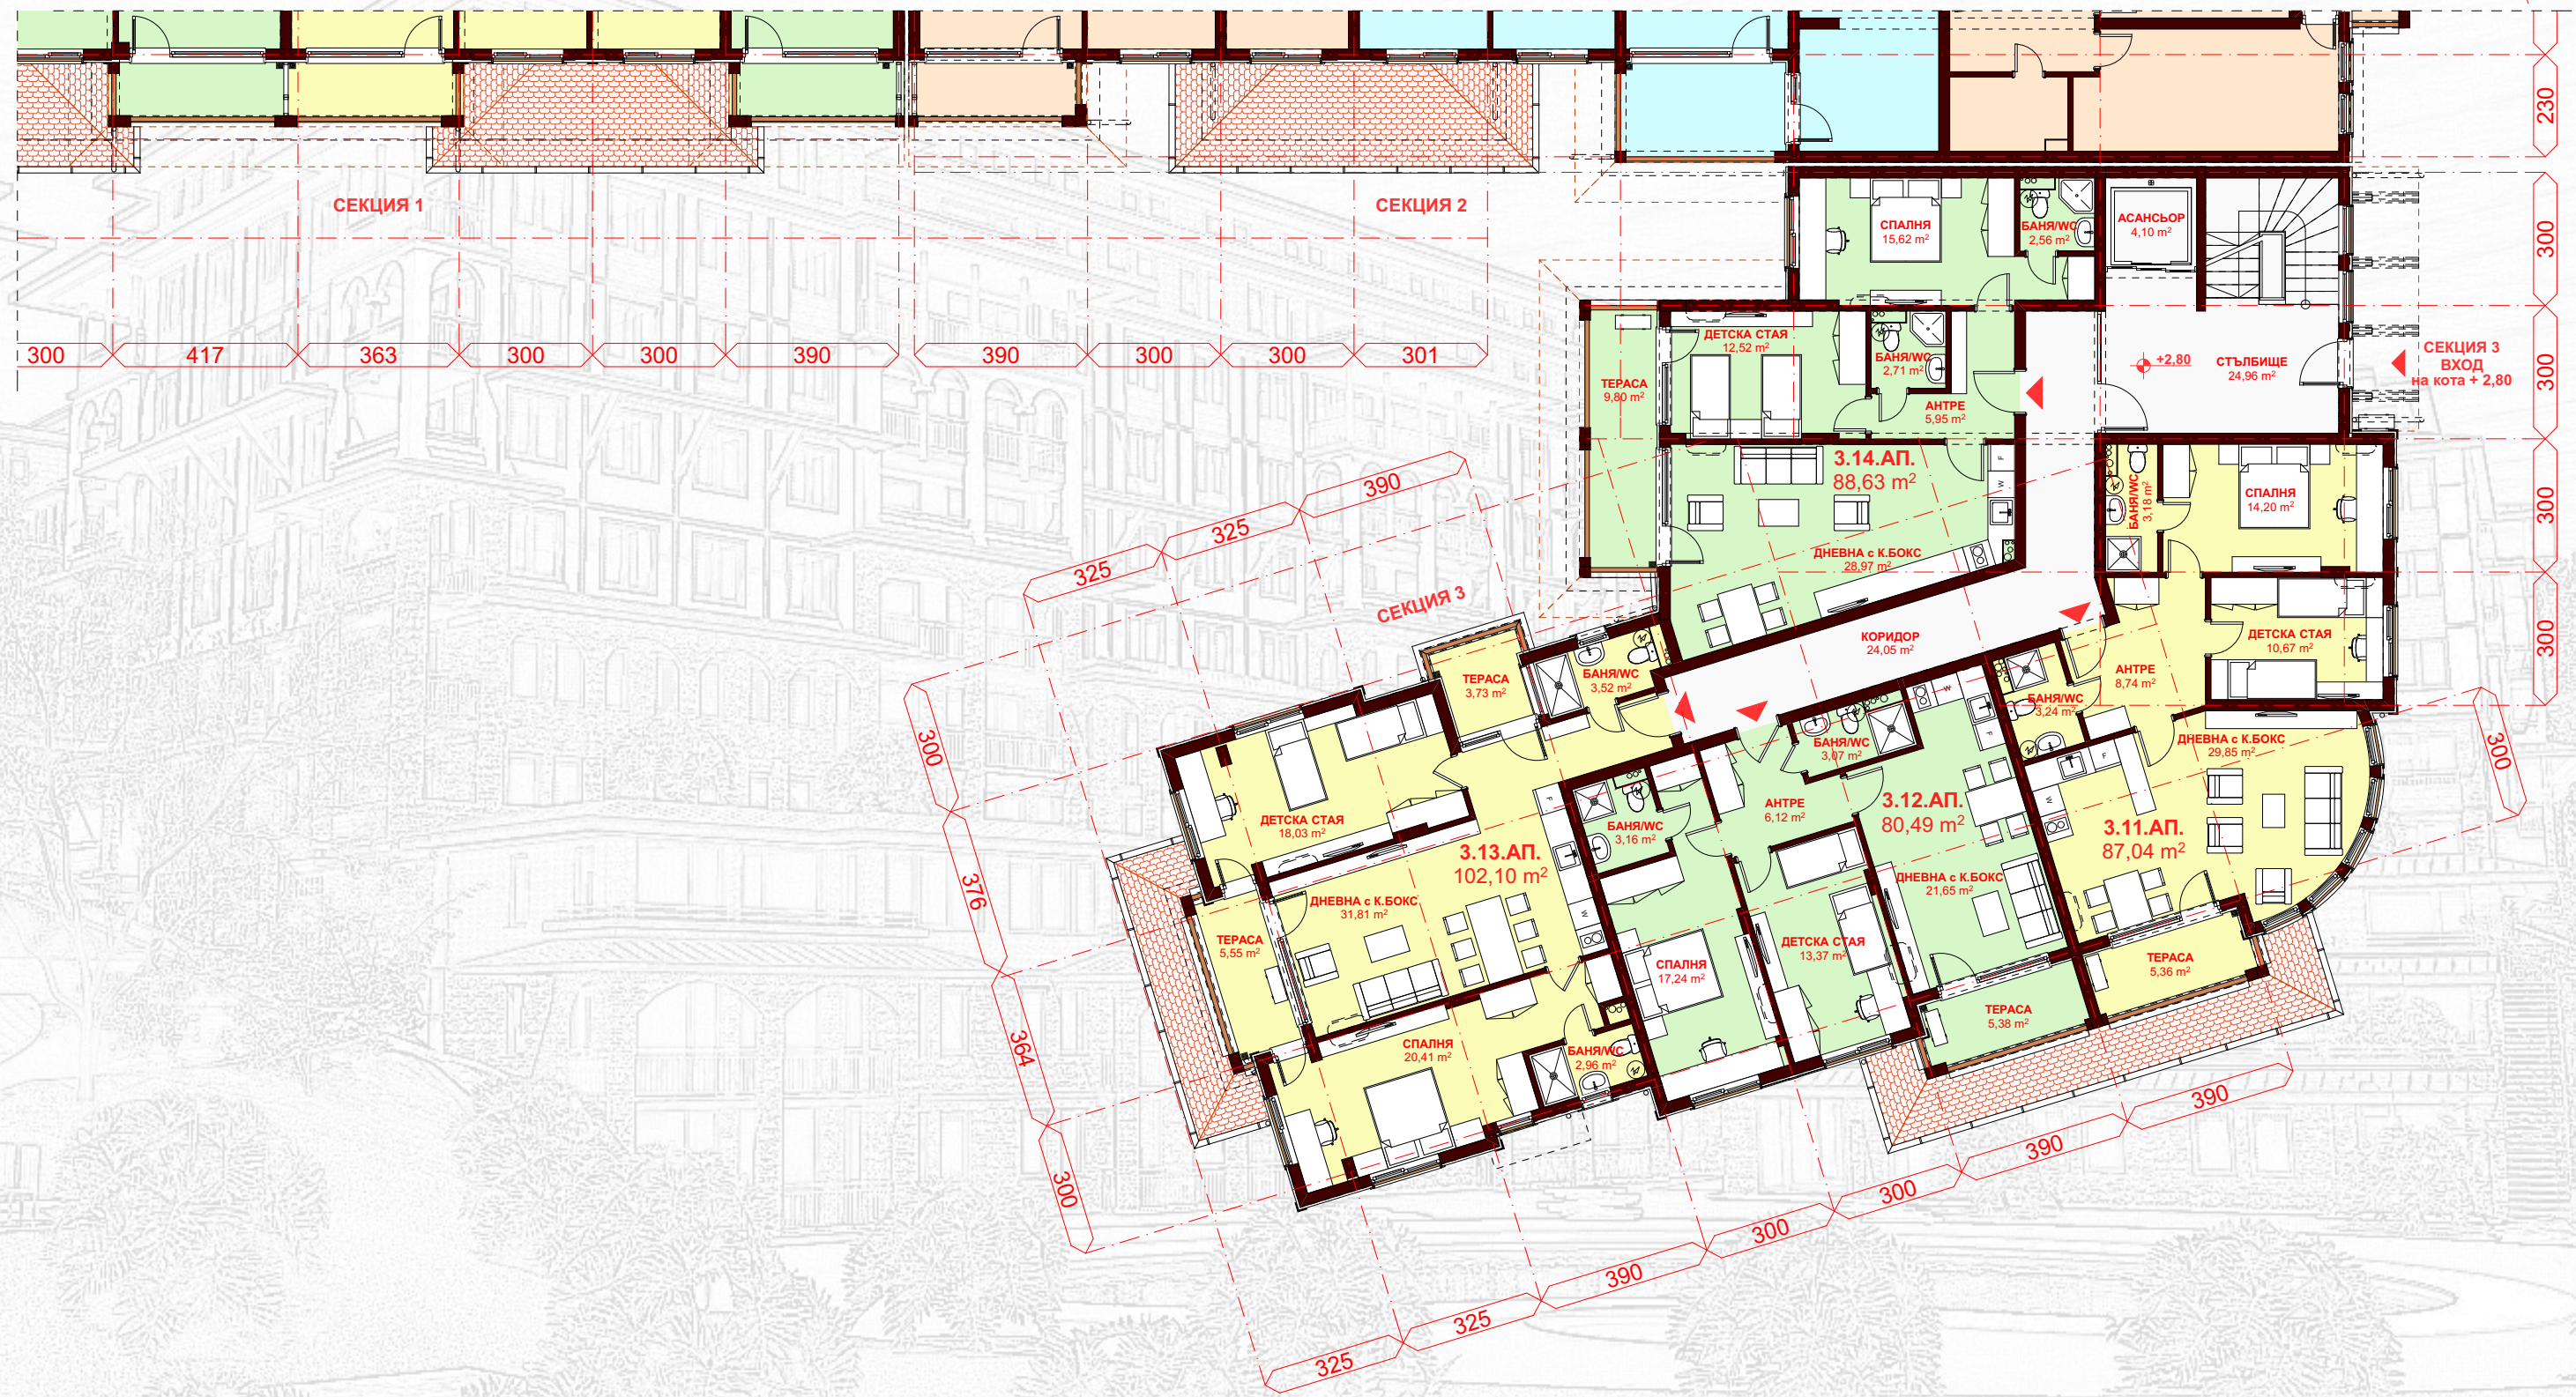 230
СЕКЦИЯ 1
СЕКЦИЯ 2
300
417
363
300
300
390
390
300
300
301
300
300
300
300
СПАЛНЯ
15,62 m²
БАНЯ/WC
2,56 m²
АСАНСЬОР
4,10 m²
ДЕТСКА СТАЯ
12,52 m²
БАНЯ/WC
2,71 m²
ТЕРАСА
9,80 m²
АНТРЕ
5,95 m²
+2,80
СТЪЛБИЩЕ
24,96 m²
СЕКЦИЯ 3
ВХОД
на кота + 2,80
3.14.АП.
88,63 m²
ДНЕВНА с К.БОКС
28,97 m²
F
W
БАНЯ/WC
3,18 m²
СПАЛНЯ
14,20 m²
ДЕТСКА СТАЯ
10,67 m²
КОРИДОР
24,05 m²
АНТРЕ
8,74 m²
БАНЯ/WC
3,24 m²
ДНЕВНА с К.БОКС
29,85 m²
F
W
3.11.АП.
87,04 m²
ТЕРАСА
5,36 m²
300
390
325
325
СЕКЦИЯ 3
300
376
364
300
ТЕРАСА
3,73 m²
БАНЯ/WC
3,52 m²
ДЕТСКА СТАЯ
18,03 m²
3.13.АП.
102,10 m²
ДНЕВНА с К.БОКС
31,81 m²
F
W
ТЕРАСА
5,55 m²
СПАЛНЯ
20,41 m²
БАНЯ/WC
2,96 m²
БАНЯ/WC
3,07 m²
W
F
БАНЯ/WC
3,16 m²
АНТРЕ
6,12 m²
3.12.АП.
80,49 m²
ДНЕВНА с К.БОКС
21,65 m²
СПАЛНЯ
17,24 m²
ДЕТСКА СТАЯ
13,37 m²
ТЕРАСА
5,38 m²
325
325
390
300
300
390
390